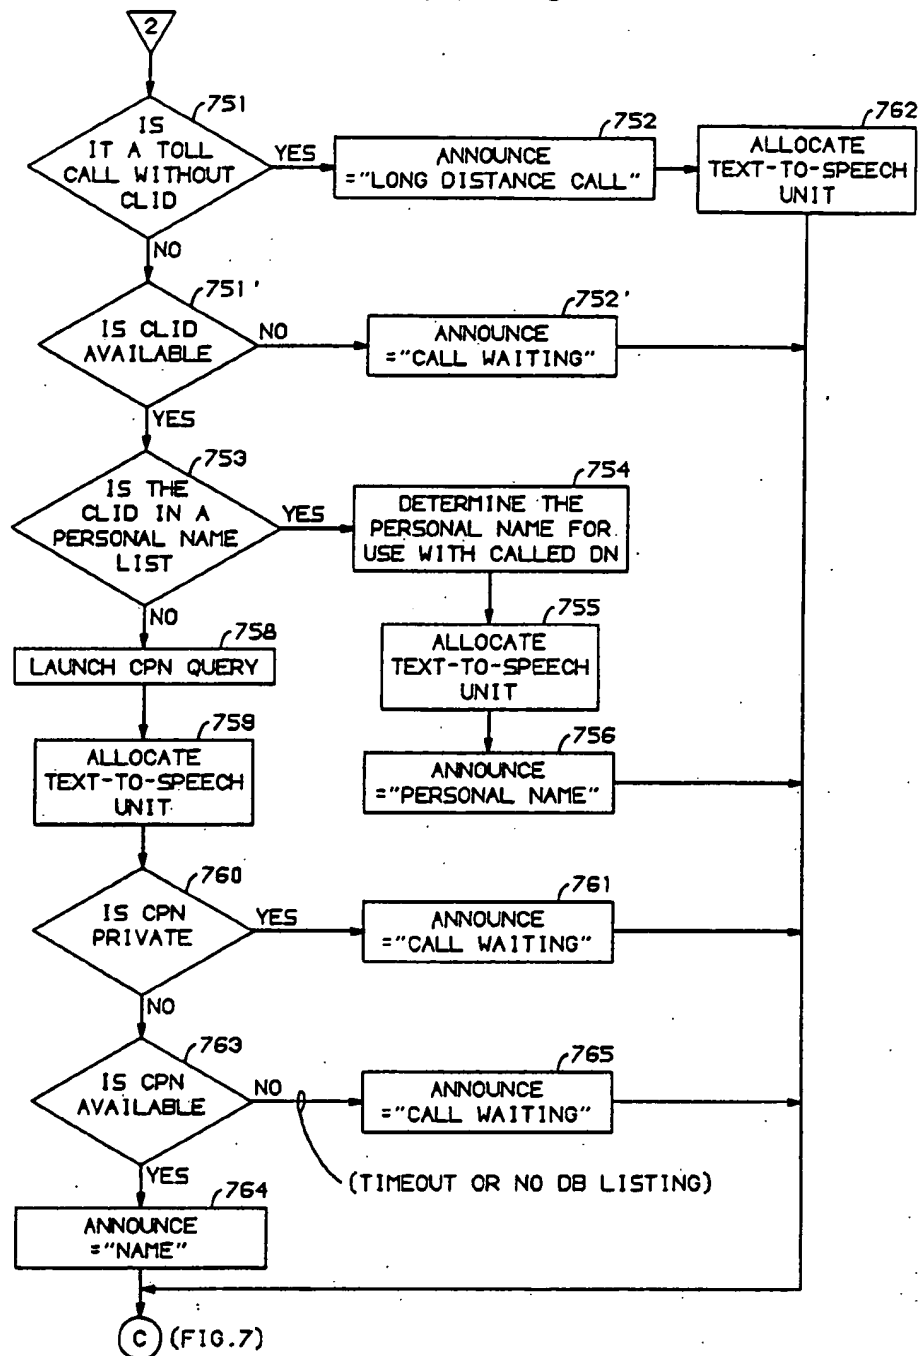 2
751
IS
IT A TOLL
CALL WITHOUT
CLID
YES
NO
752
ANNOUNCE
="LONG DISTANCE CALL"
762
ALLOCATE
TEXT-TO-SPEECH
UNIT
751'
IS CLID
AVAILABLE
NO
YES
752'
ANNOUNCE
="CALL WAITING"
753
IS THE
CLID IN A
PERSONAL NAME
LIST
YES
NO
754
DETERMINE THE
PERSONAL NAME FOR
USE WITH CALLED DN
755
ALLOCATE
TEXT-TO-SPEECH
UNIT
756
ANNOUNCE
="PERSONAL NAME"
758
LAUNCH CPN QUERY
759
ALLOCATE
TEXT-TO-SPEECH
UNIT
760
IS CPN
PRIVATE
YES
NO
761
ANNOUNCE
="CALL WAITING"
763
IS CPN
AVAILABLE
NO
YES
765
ANNOUNCE
="CALL WAITING"
(TIMEOUT OR NO DB LISTING)
764
ANNOUNCE
="NAME"
C (FIG.7)